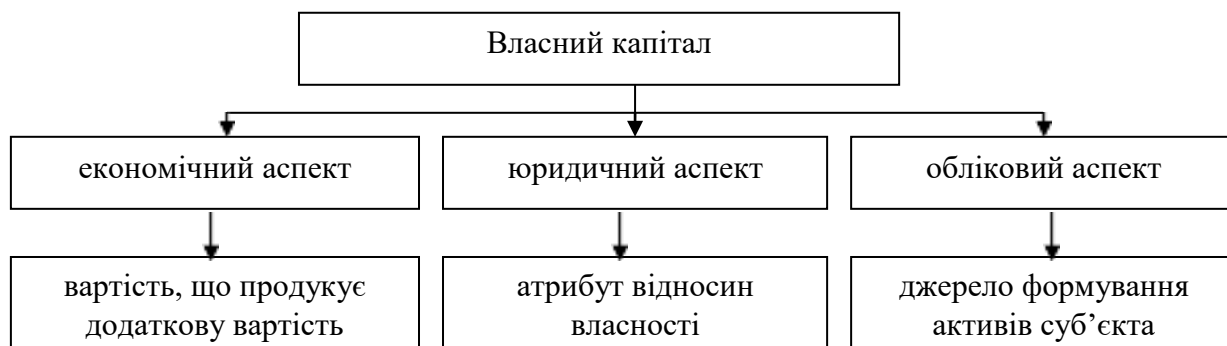 Власний капітал
економічний аспект
юридичний аспект
обліковий аспект
вартість, що продукує
додаткову вартість
атрибут відносин
власності
джерело формування
активів суб’єкта